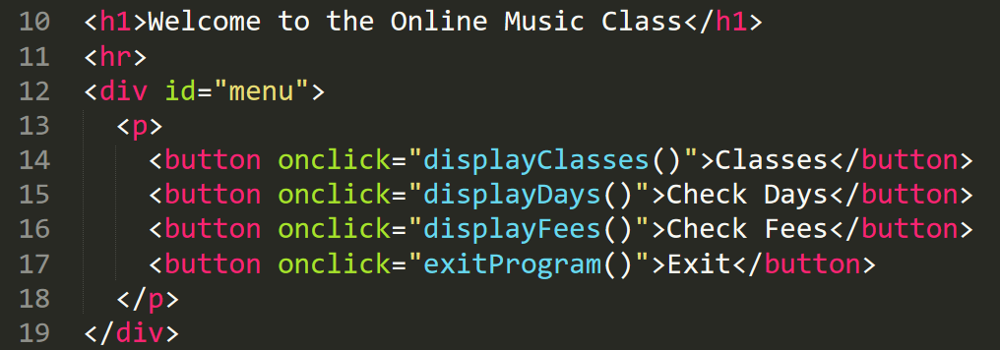 10 <h1>Welcome to the Online Music Class</h1>
11 <hr>
12 <div id="menu">
13   <p>
14     <button onclick="displayClasses()">Classes</button>
15     <button onclick="displayDays()">Check Days</button>
16     <button onclick="displayFees()">Check Fees</button>
17     <button onclick="exitProgram()">Exit</button>
18   </p>
19 </div>